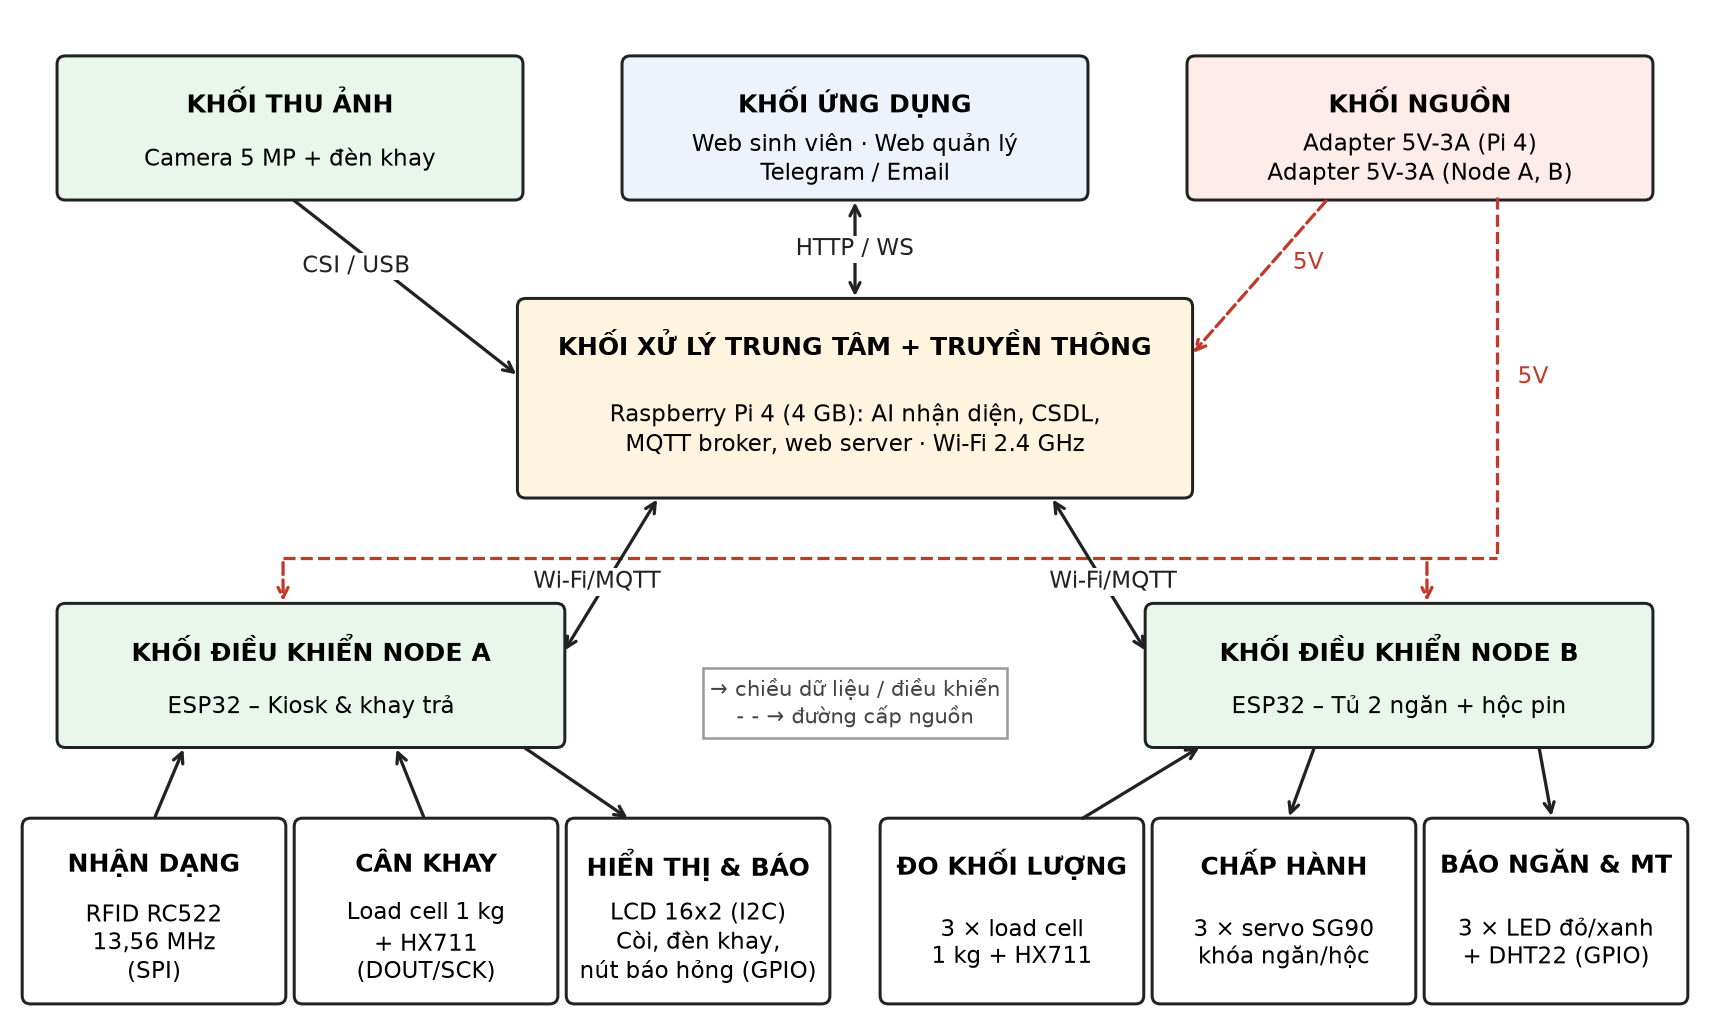 KHỐI THU ẢNH
Camera 5 MP + đèn khay
KHỐI ỨNG DỤNG
Web sinh viên · Web quản lý
Telegram / Email
KHỐI NGUỒN
Adapter 5V-3A (Pi 4)
Adapter 5V-3A (Node A, B)
CSI / USB
HTTP / WS
5V
5V
KHỐI XỬ LÝ TRUNG TÂM + TRUYỀN THÔNG
Raspberry Pi 4 (4 GB): AI nhận diện, CSDL,
MQTT broker, web server · Wi-Fi 2.4 GHz
Wi-Fi/MQTT
Wi-Fi/MQTT
KHỐI ĐIỀU KHIỂN NODE A
ESP32 – Kiosk & khay trả
→ chiều dữ liệu / điều khiển
- - → đường cấp nguồn
KHỐI ĐIỀU KHIỂN NODE B
ESP32 – Tủ 2 ngăn + hộc pin
NHẬN DẠNG
RFID RC522
13,56 MHz
(SPI)
CÂN KHAY
Load cell 1 kg
+ HX711
(DOUT/SCK)
HIỂN THỊ & BÁO
LCD 16x2 (I2C)
Còi, đèn khay,
nút báo hỏng (GPIO)
ĐO KHỐI LƯỢNG
3 × load cell
1 kg + HX711
CHẤP HÀNH
3 × servo SG90
khóa ngăn/hộc
BÁO NGĂN & MT
3 × LED đỏ/xanh
+ DHT22 (GPIO)